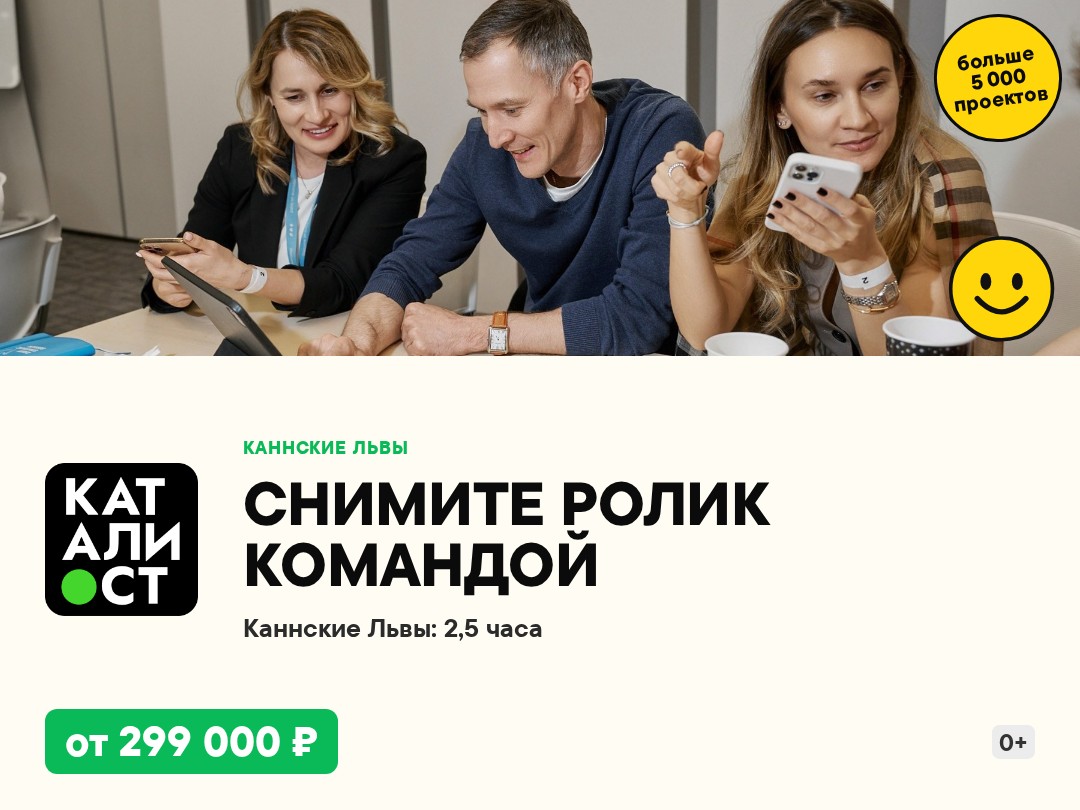 больше
5 000
проектов
КАННСКИЕ ЛЬВЫ
КАТ
АЛИ
СТ
СНИМИТЕ РОЛИК
КОМАНДОЙ
Каннские Львы: 2,5 часа
от 299 000 ₽
0+